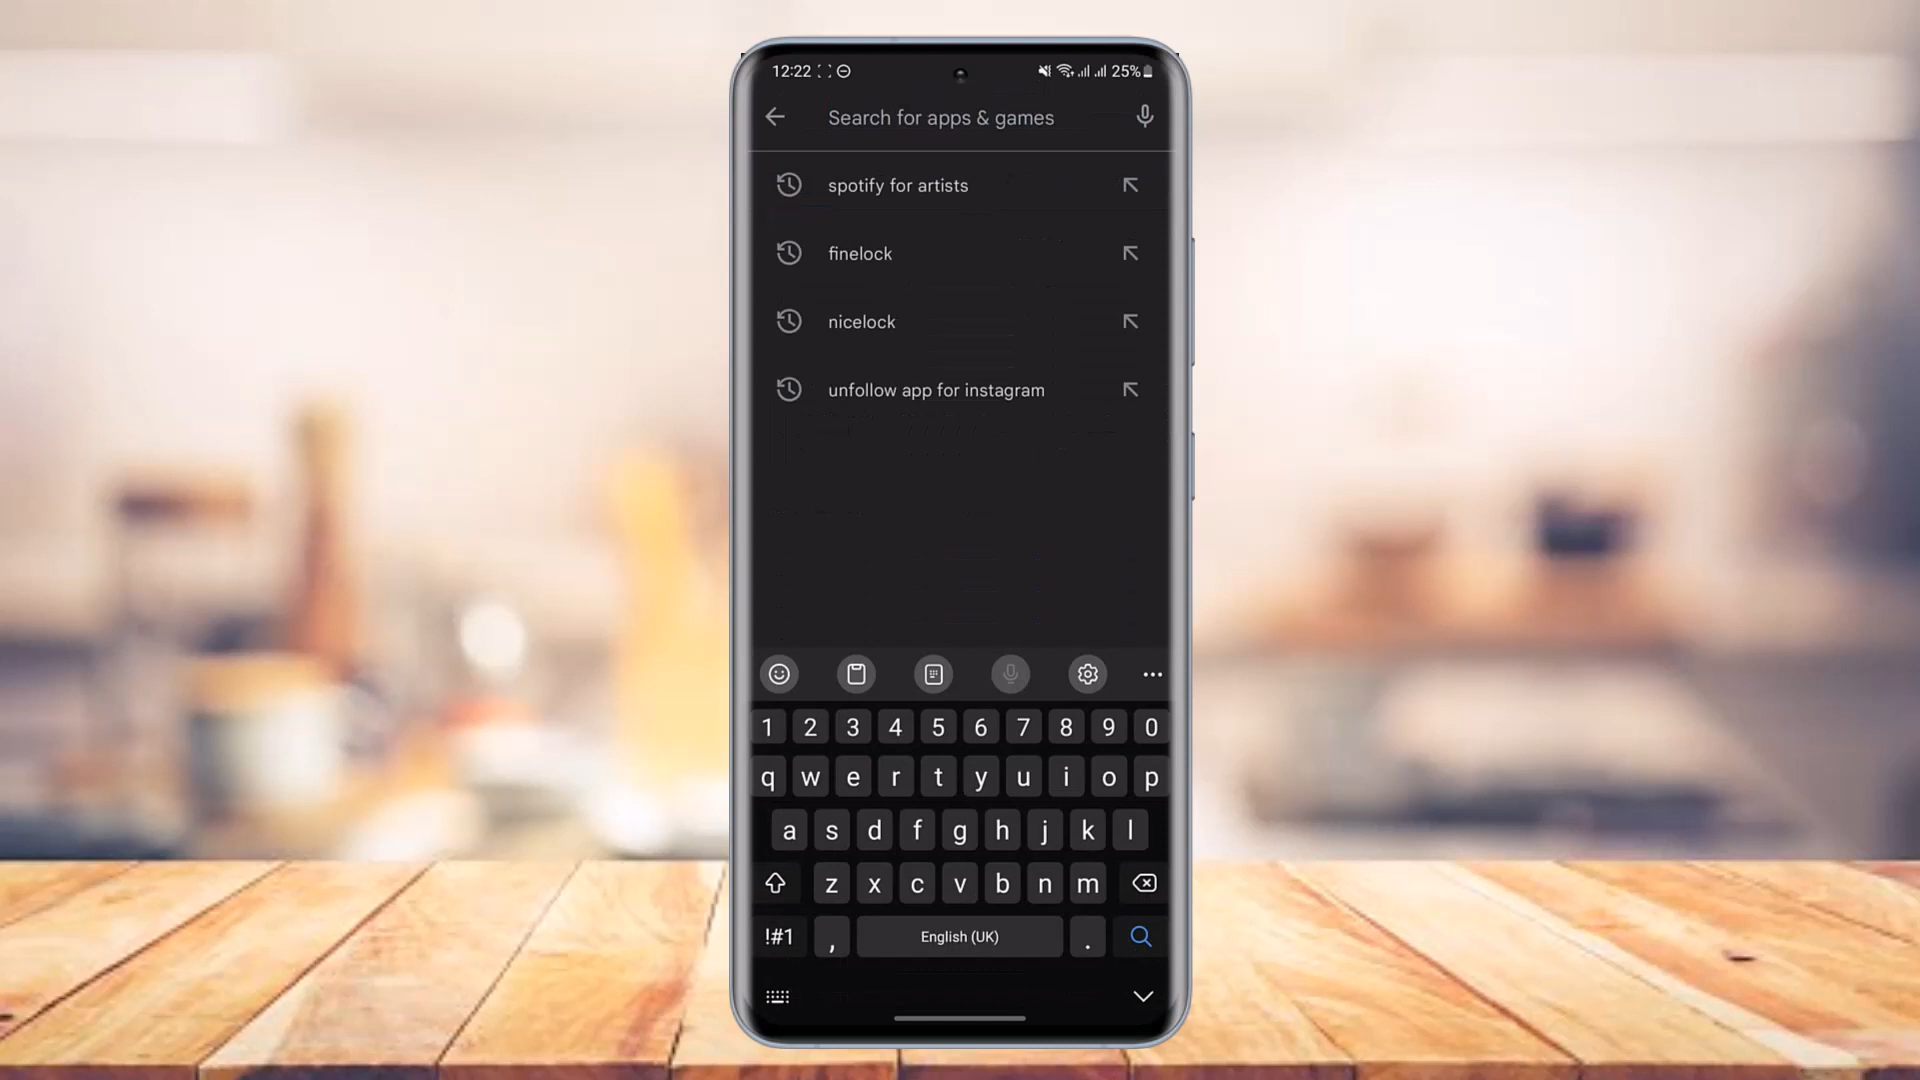 12:22 25%
Search for apps & games
spotify for artists
finelock
nicelock
unfollow app for instagram
1 2 3 4 5 6 7 8 9 0
q w e r t y u i o p
a s d f g h j k l
z x c v b n m
!#1 , English (UK) .